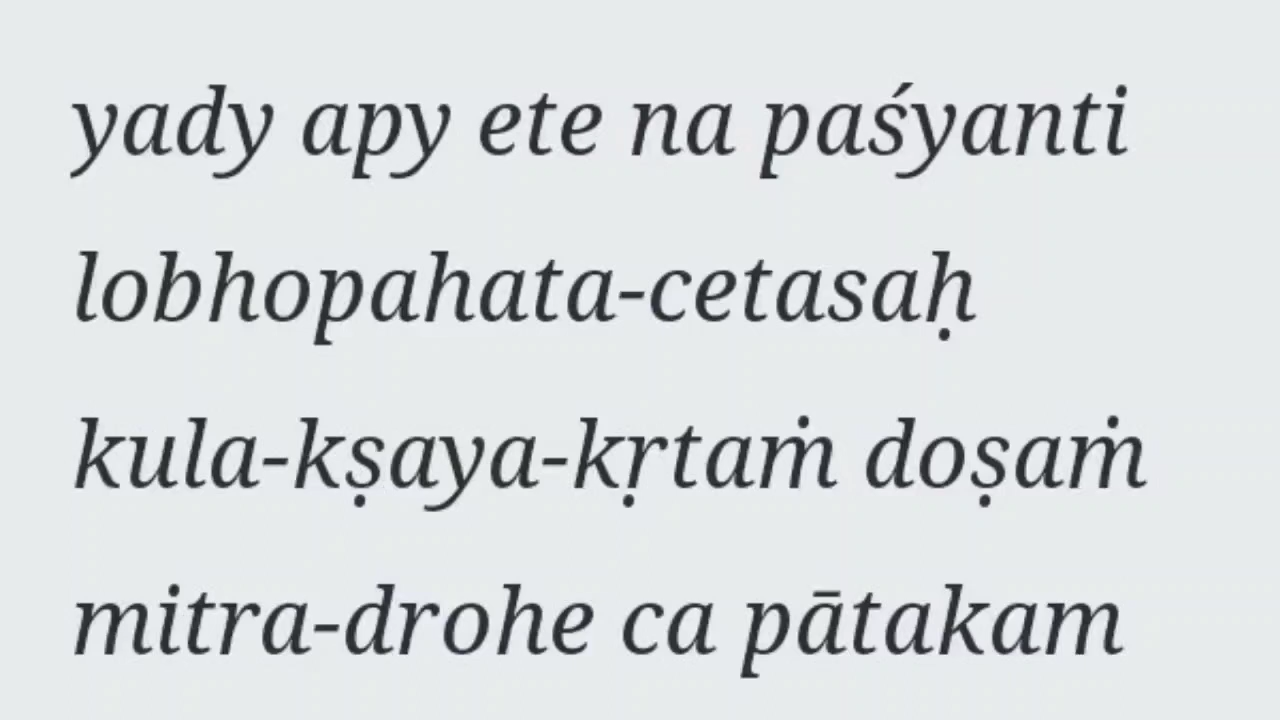 yady apy ete na paśyanti
lobhopahata-cetasaḥ
kula-kṣaya-kṛtaṁ doṣaṁ
mitra-drohe ca pātakam